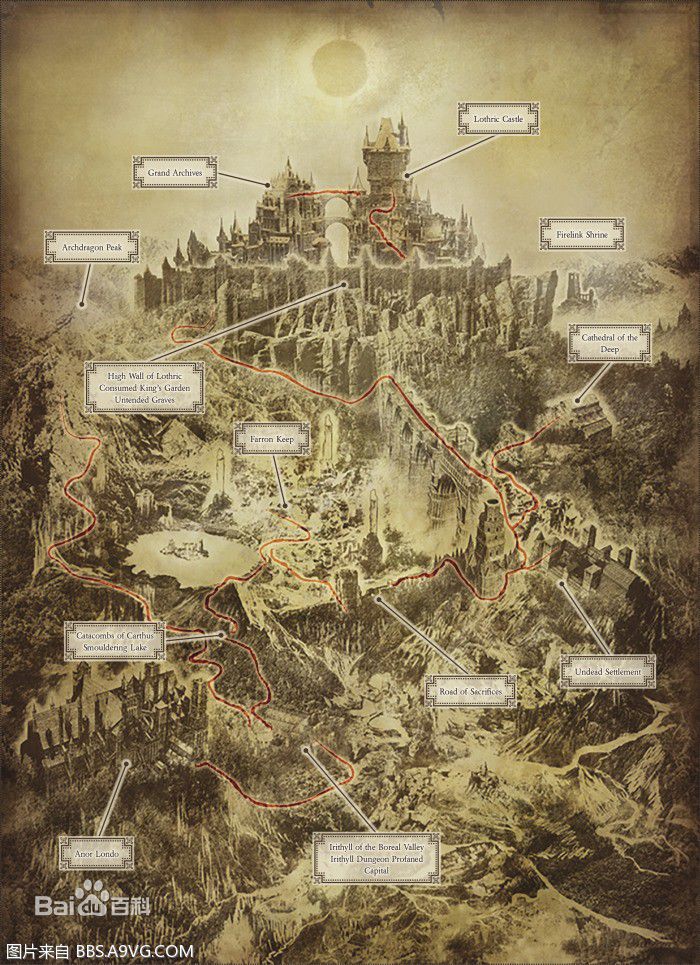 Lothric Castle
Grand Archives
Firelink Shrine
Archdragon Peak
Cathedral of the
Deep
High Wall of Lothric
Consumed King's Garden
Untended Graves
Farron Keep
Catacombs of Carthus
Smouldering Lake
Undead Settlement
Road of Sacrifices
Anor Londo
Irithyll of the Boreal Valley
Irithyll Dungeon Profaned
Capital
Bai百科
图片来自 BBS.A9VG.COM